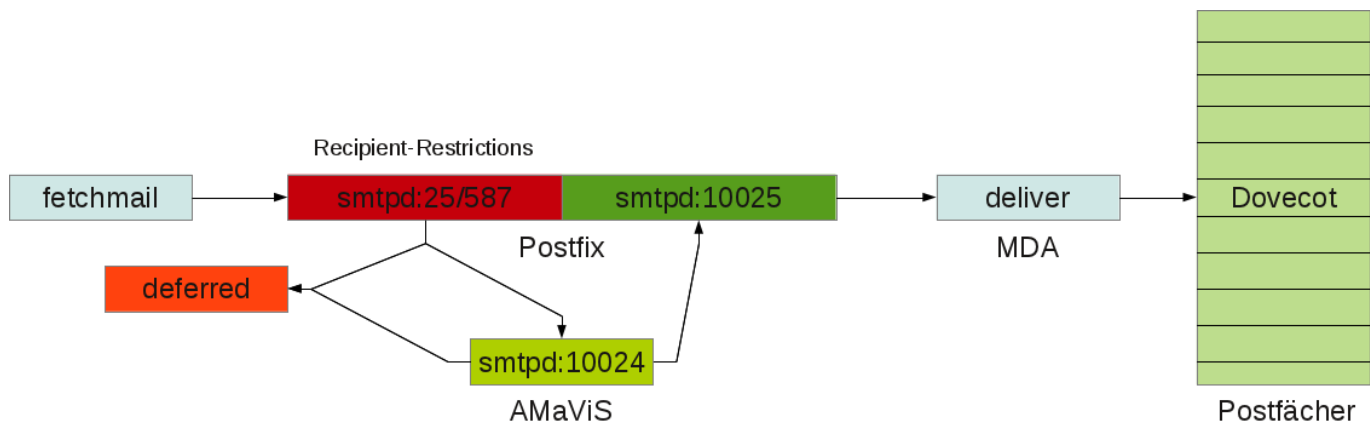 Recipient-Restrictions
fetchmail
smtpd:25/587
smtpd:10025
deliver
Dovecot
Postfix
MDA
deferred
smtpd:10024
AMaViS
Postfächer